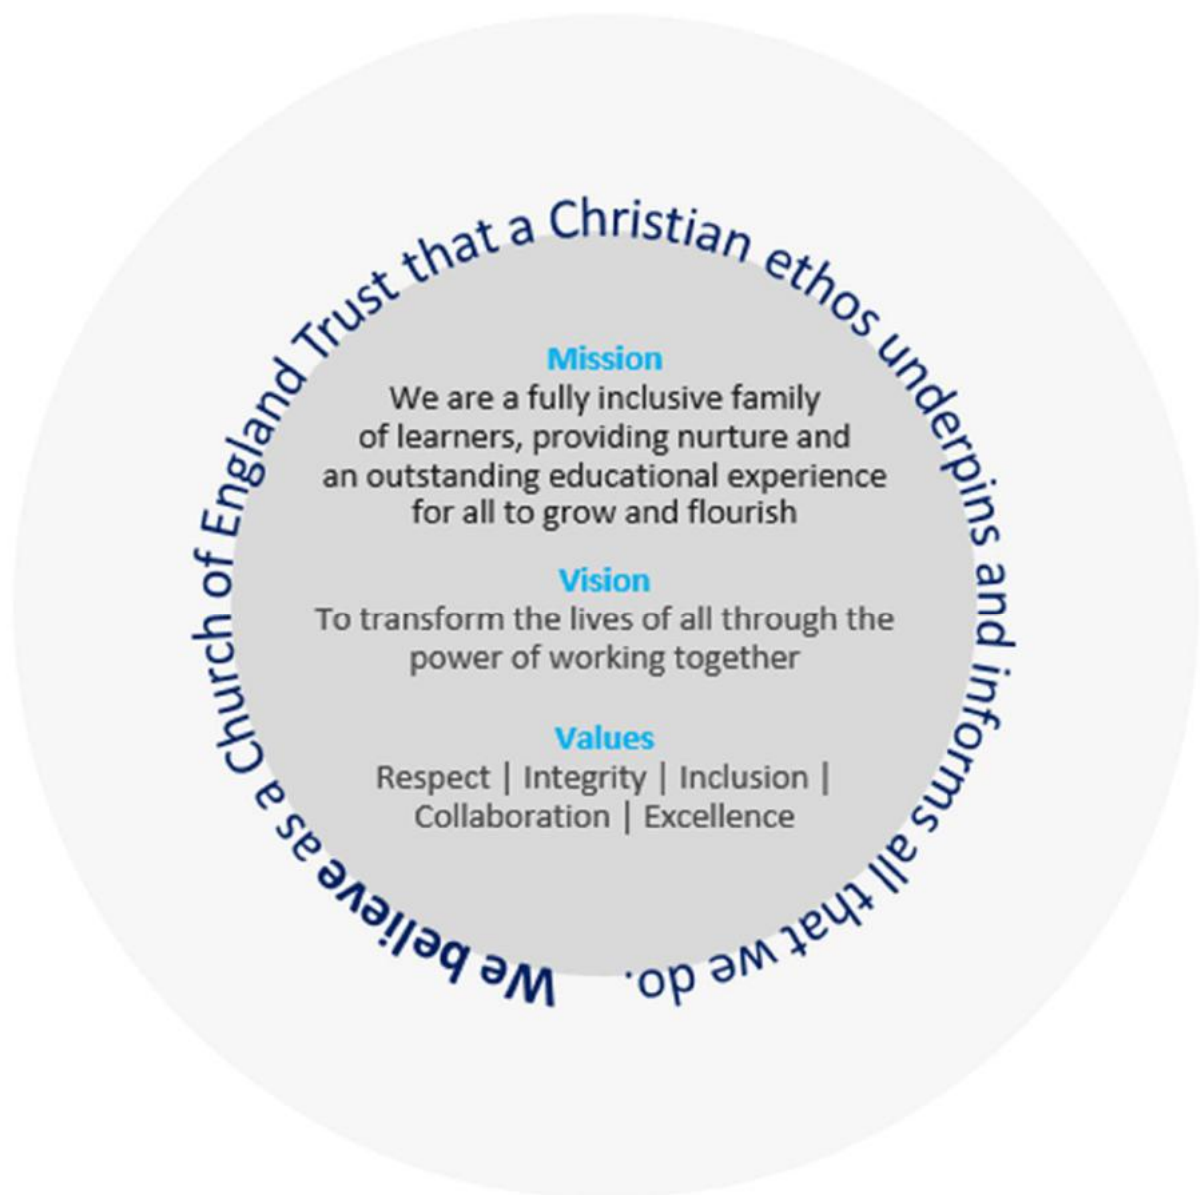 We believe as a Church of England Trust that a Christian ethos underpins and informs all that we do.
Mission
We are a fully inclusive family
of learners, providing nurture and
an outstanding educational experience
for all to grow and flourish
Vision
To transform the lives of all through the
power of working together
Values
Respect | Integrity | Inclusion |
Collaboration | Excellence